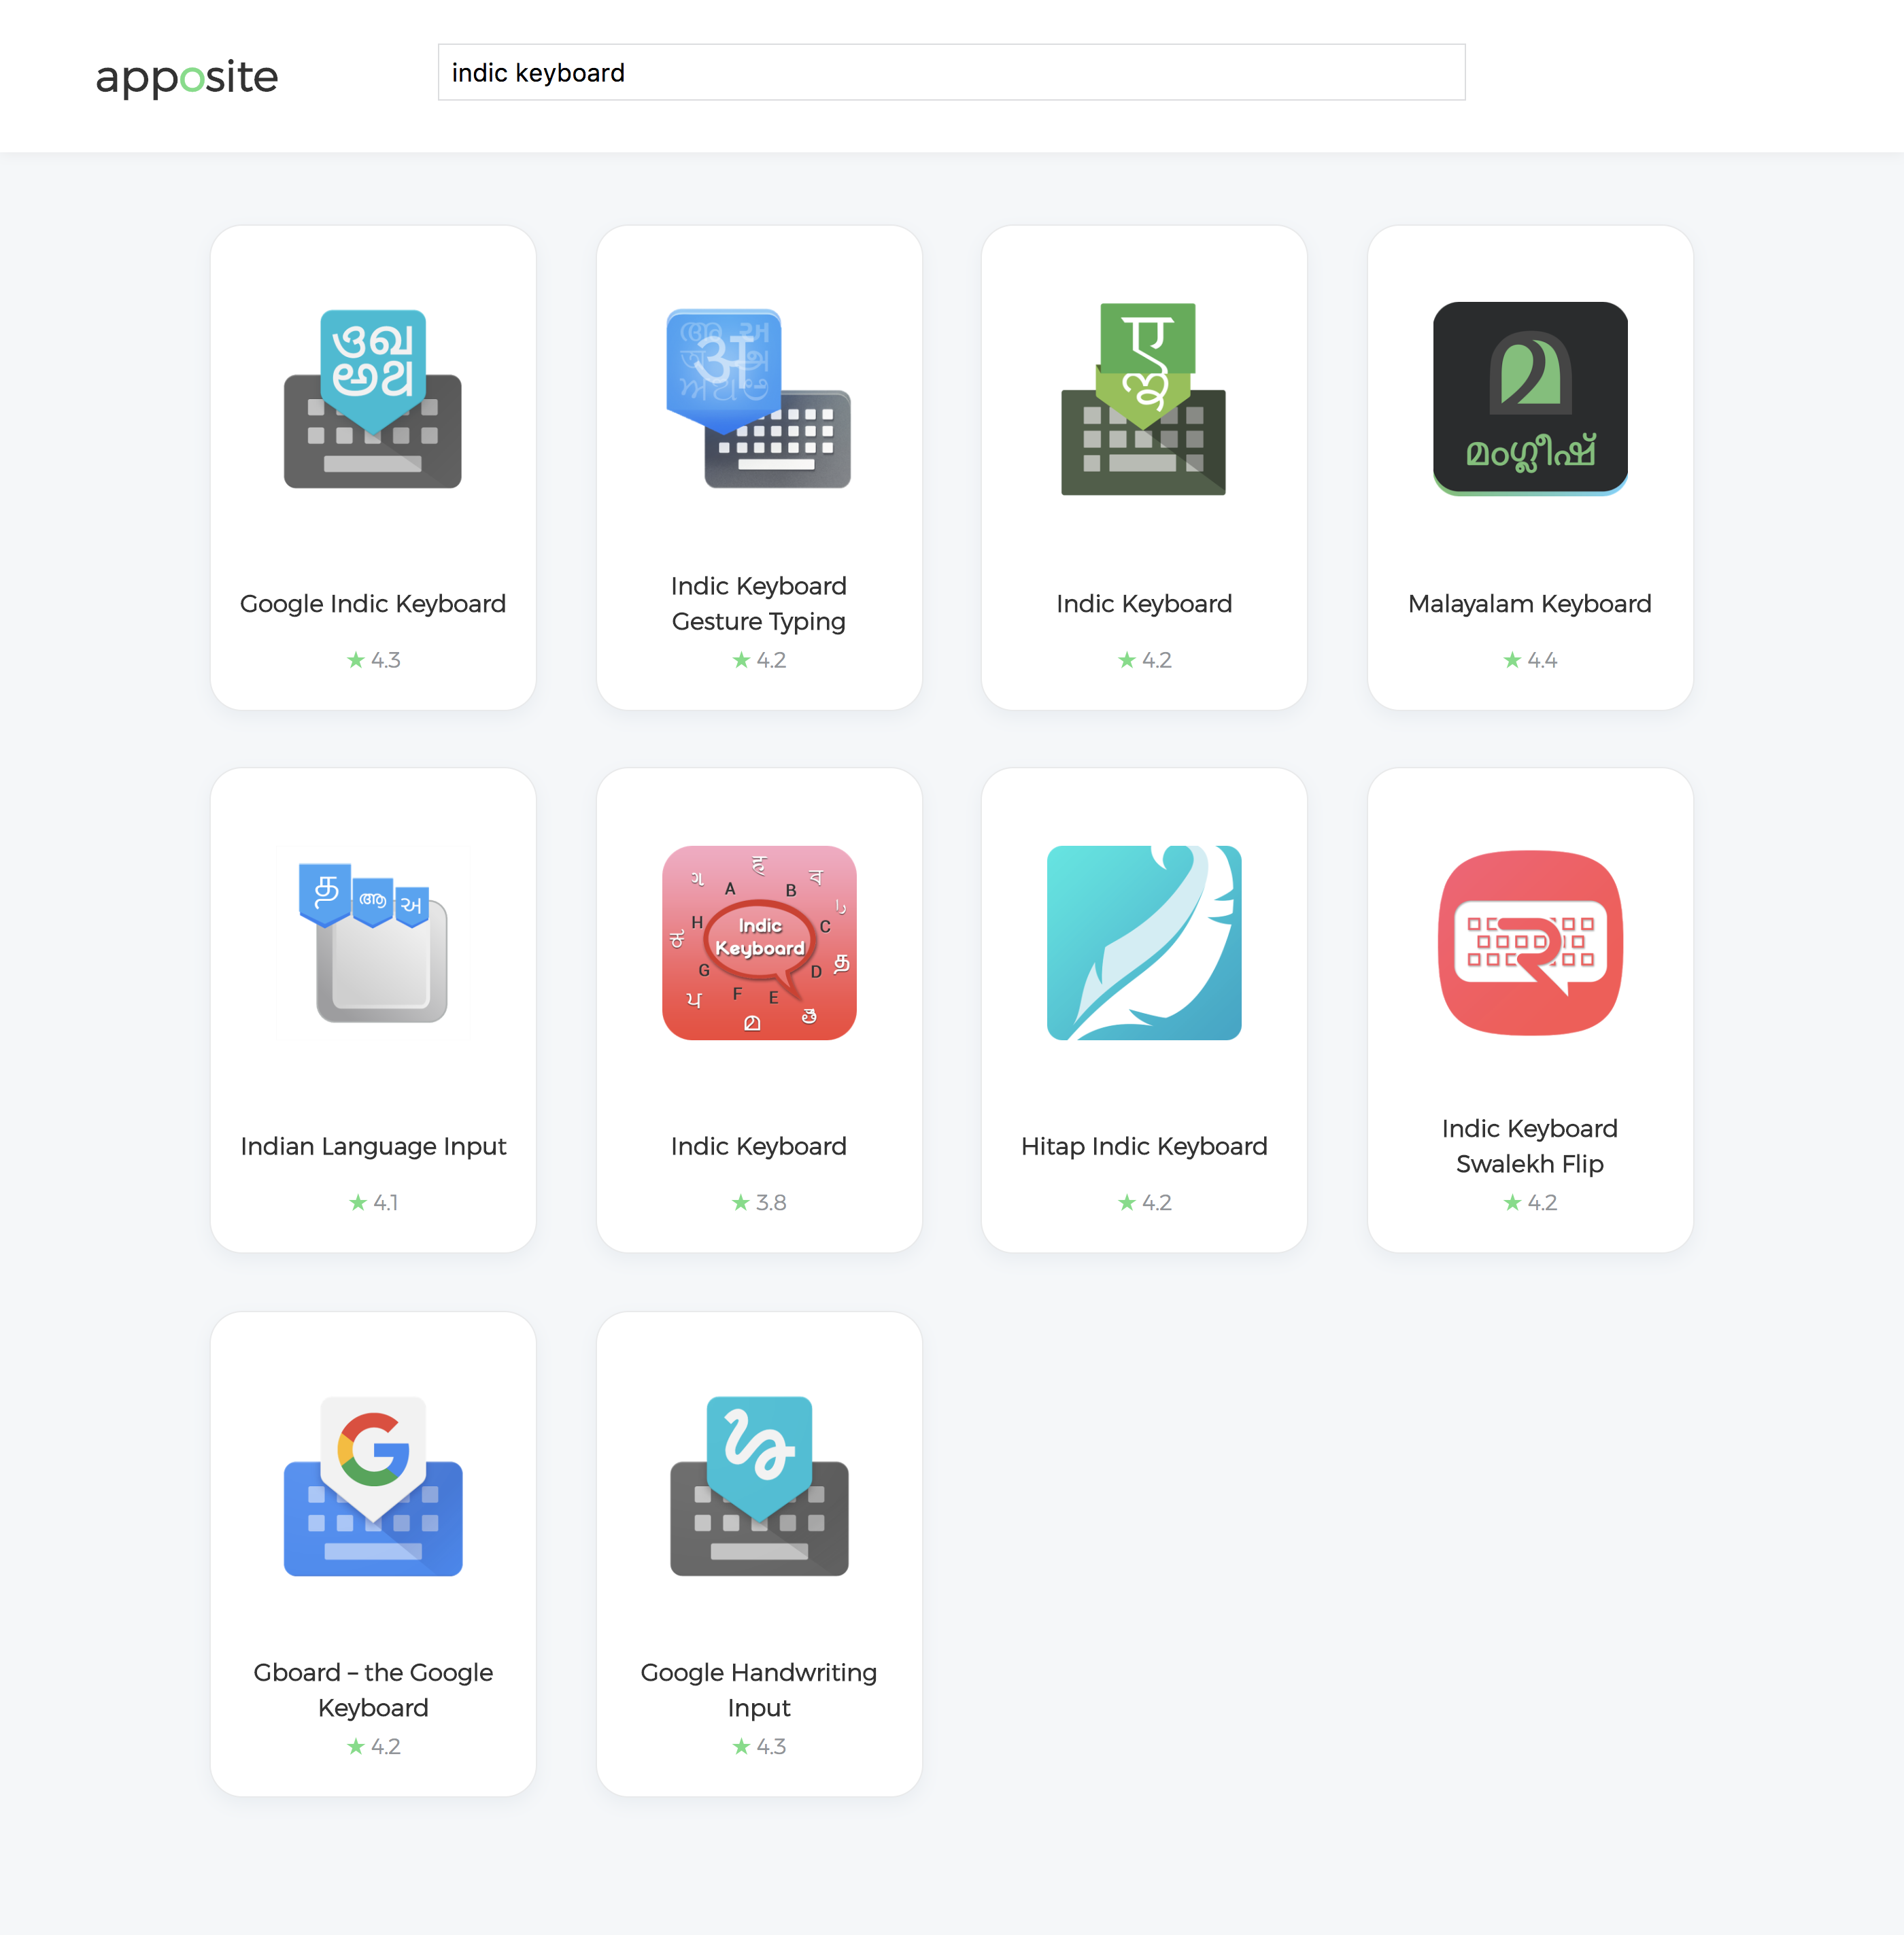 apposite
indic keyboard
ওখ
అથ
अ
ए
മ
മംഗ്ലീഷ്
Google Indic Keyboard
Indic Keyboard
Gesture Typing
Indic Keyboard
Malayalam Keyboard
★ 4.3
★ 4.2
★ 4.2
★ 4.4
த
ആ
અ
ह
A
B
H
C
Indic
Keyboard
த
G
D
F
E
પ
മ
Indian Language Input
Indic Keyboard
Hitap Indic Keyboard
Indic Keyboard
Swalekh Flip
★ 4.1
★ 3.8
★ 4.2
★ 4.2
G
Gboard – the Google
Keyboard
Google Handwriting
Input
★ 4.2
★ 4.3